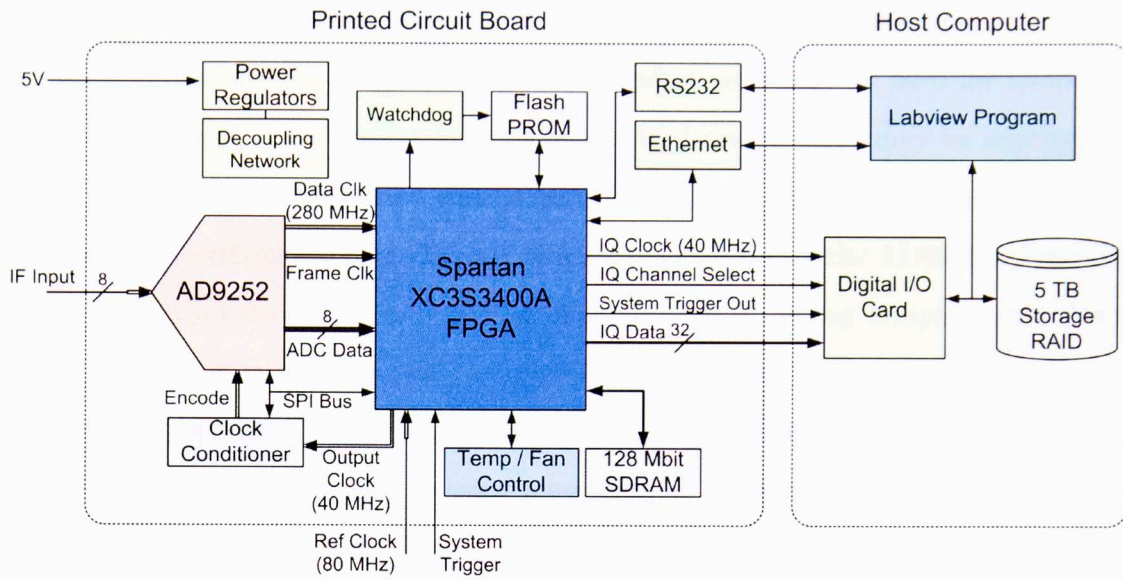 Printed Circuit Board
Host Computer
5V
Power
Regulators
Decoupling
Network
Watchdog
Flash
PROM
RS232
Ethernet
Labview Program
Data Clk
(280 MHz)
Frame Clk
IF Input
8
AD9252
8
ADC Data
Spartan
XC3S3400A
FPGA
IQ Clock (40 MHz)
IQ Channel Select
System Trigger Out
IQ Data 32
Digital I/O
Card
5 TB
Storage
RAID
Encode
SPI Bus
Clock
Conditioner
Output
Clock
(40 MHz)
Temp / Fan
Control
128 Mbit
SDRAM
Ref Clock
(80 MHz)
System
Trigger